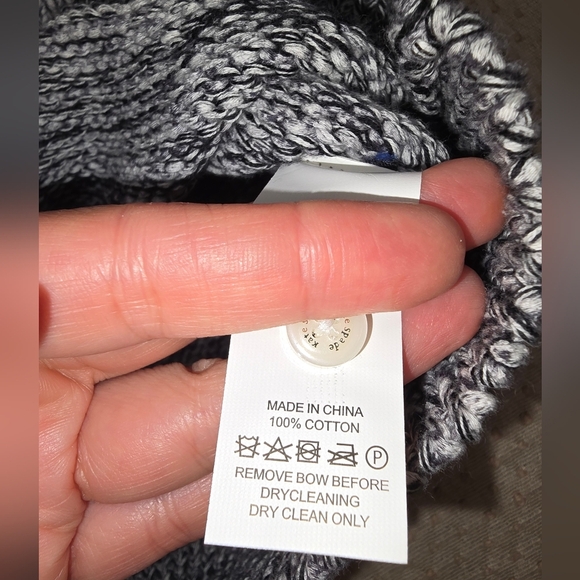 kate spade
MADE IN CHINA
100% COTTON
P
REMOVE BOW BEFORE
DRYCLEANING
DRY CLEAN ONLY